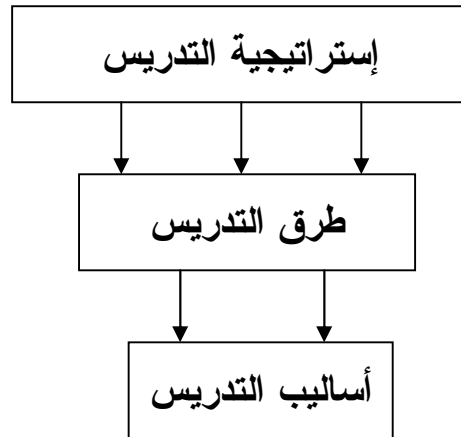 إستراتيجية التدريس
طرق التدريس
أساليب التدريس